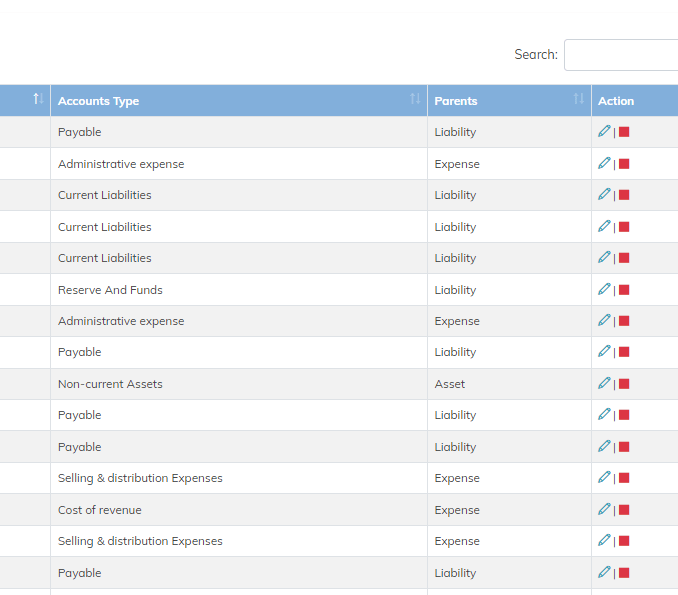 Search:
Accounts Type Parents Action
Payable Liability |
Administrative expense Expense |
Current Liabilities Liability |
Current Liabilities Liability |
Current Liabilities Liability |
Reserve And Funds Liability |
Administrative expense Expense |
Payable Liability |
Non-current Assets Asset |
Payable Liability |
Payable Liability |
Selling & distribution Expenses Expense |
Cost of revenue Expense |
Selling & distribution Expenses Expense |
Payable Liability |